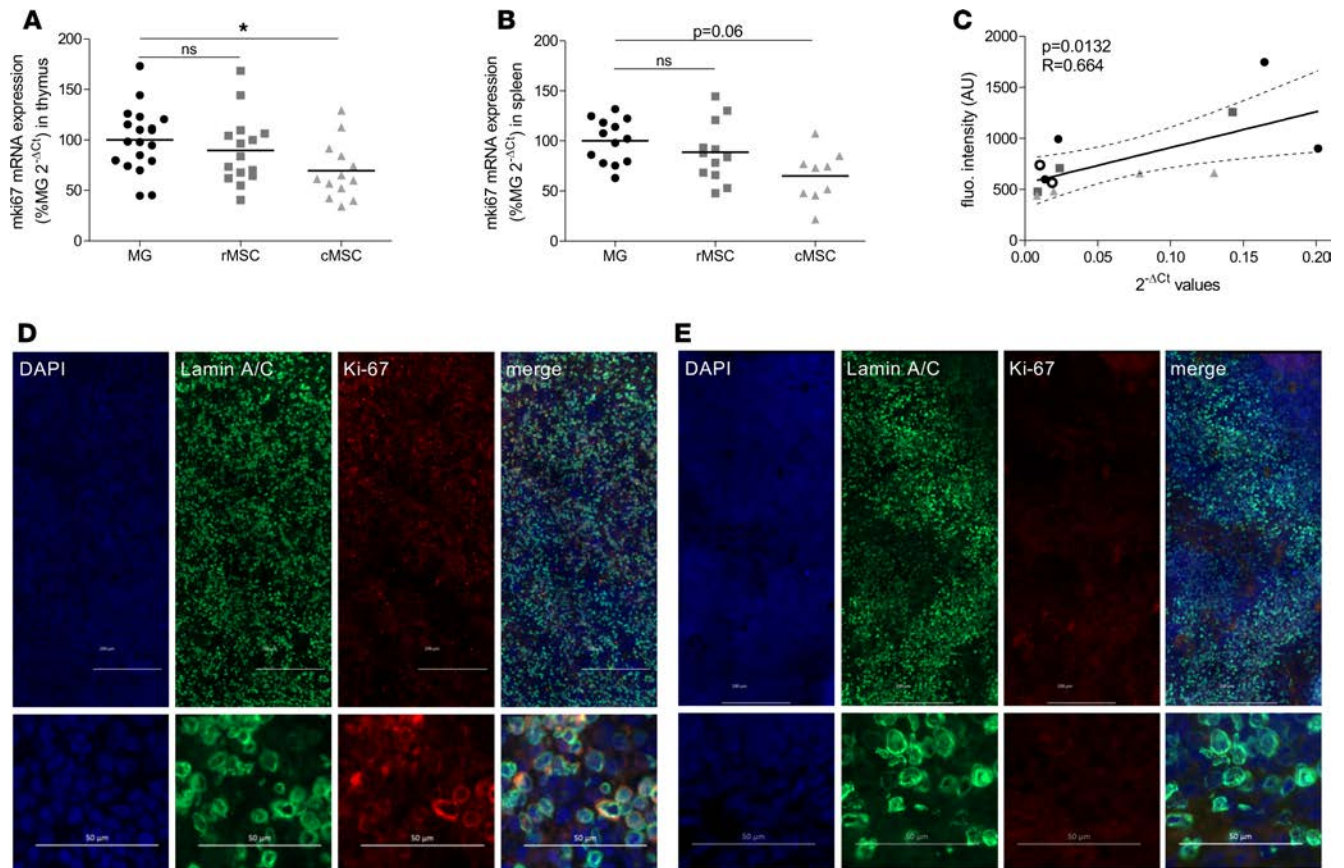 A
mki67 mRNA expression
(%MG 2^-ΔCt) in thymus
200
150
100
50
0
*
ns
MG rMSC cMSC
B
mki67 mRNA expression
(%MG 2^-ΔCt) in spleen
200
150
100
50
0
p=0.06
ns
MG rMSC cMSC
C
p=0.0132
R=0.664
fluo. intensity (AU)
2000
1500
1000
500
0
0.00 0.05 0.10 0.15 0.20
2^-ΔCt values
D
DAPI Lamin A/C Ki-67 merge
50 µm 50 µm 50 µm 50 µm
E
DAPI Lamin A/C Ki-67 merge
50 µm 50 µm 50 µm 50 µm